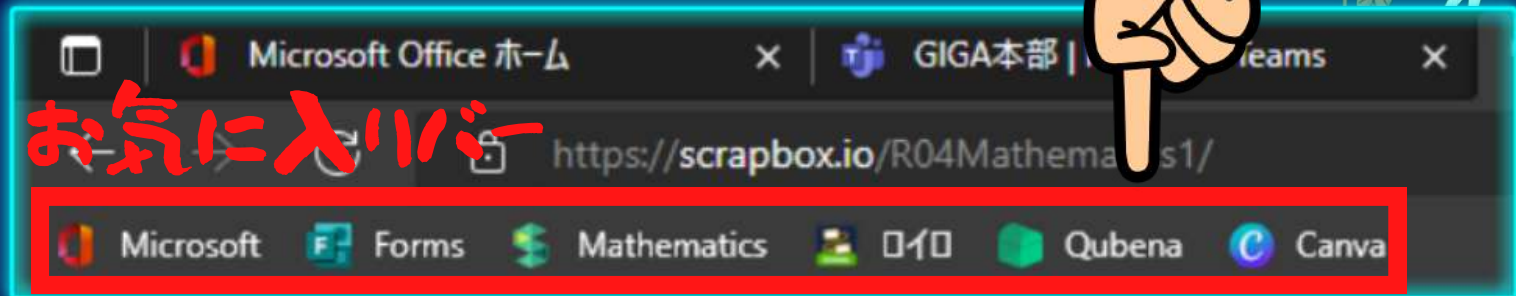 Microsoft Office ホーム
GIGA本部 | Teams
お気に入りバー
https://scrapbox.io/R04Mathema s1/
Microsoft Forms Mathematics ロイロ Qubena Canva